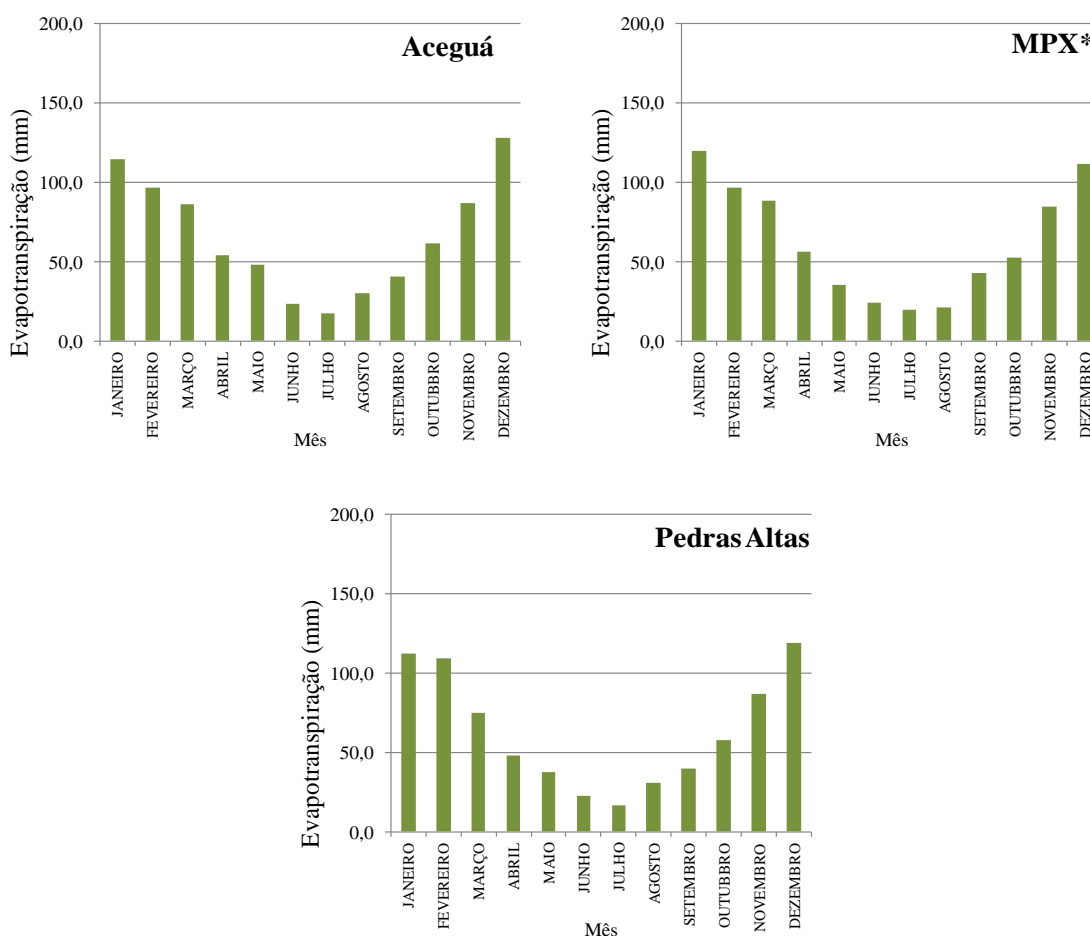 Aceguá
Evapotranspiração (mm)
200,0
150,0
100,0
50,0
0,0
JANEIRO
FEVEREIRO
MARÇO
ABRIL
MAIO
JUNHO
JULHO
AGOSTO
SETEMBRO
OUTUBBRO
NOVEMBRO
DEZEMBRO
Mês
MPX*
Evapotranspiração (mm)
200,0
150,0
100,0
50,0
0,0
JANEIRO
FEVEREIRO
MARÇO
ABRIL
MAIO
JUNHO
JULHO
AGOSTO
SETEMBRO
OUTUBBRO
NOVEMBRO
DEZEMBRO
Mês
Pedras Altas
Evapotranspiração (mm)
200,0
150,0
100,0
50,0
0,0
JANEIRO
FEVEREIRO
MARÇO
ABRIL
MAIO
JUNHO
JULHO
AGOSTO
SETEMBRO
OUTUBBRO
NOVEMBRO
DEZEMBRO
Mês